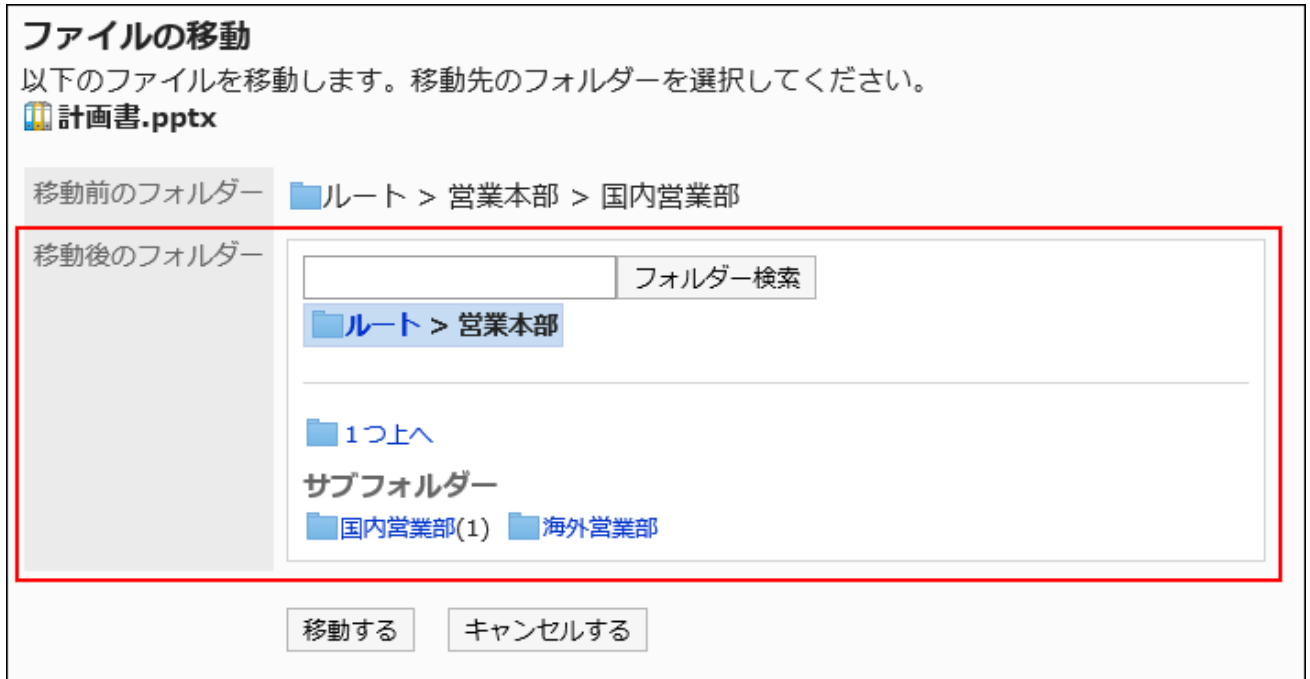 ファイルの移動
以下のファイルを移動します。移動先のフォルダーを選択してください。
計画書.pptx
移動前のフォルダー ルート > 営業本部 > 国内営業部
移動後のフォルダー
フォルダー検索
ルート > 営業本部
1つ上へ
サブフォルダー
国内営業部(1) 海外営業部
移動する キャンセルする